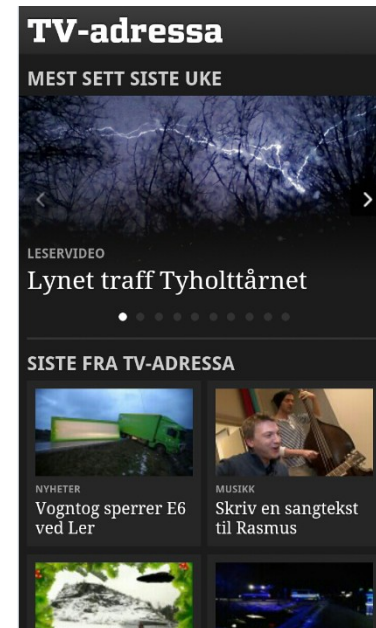 TV-adressa
MEST SETT SISTE UKE
LESERVIDEO
Lynet traff Tyholttårnet
SISTE FRA TV-ADRESSA
NYHETER
Vogntog sperrer E6
ved Ler
MUSIKK
Skriv en sangtekst
til Rasmus